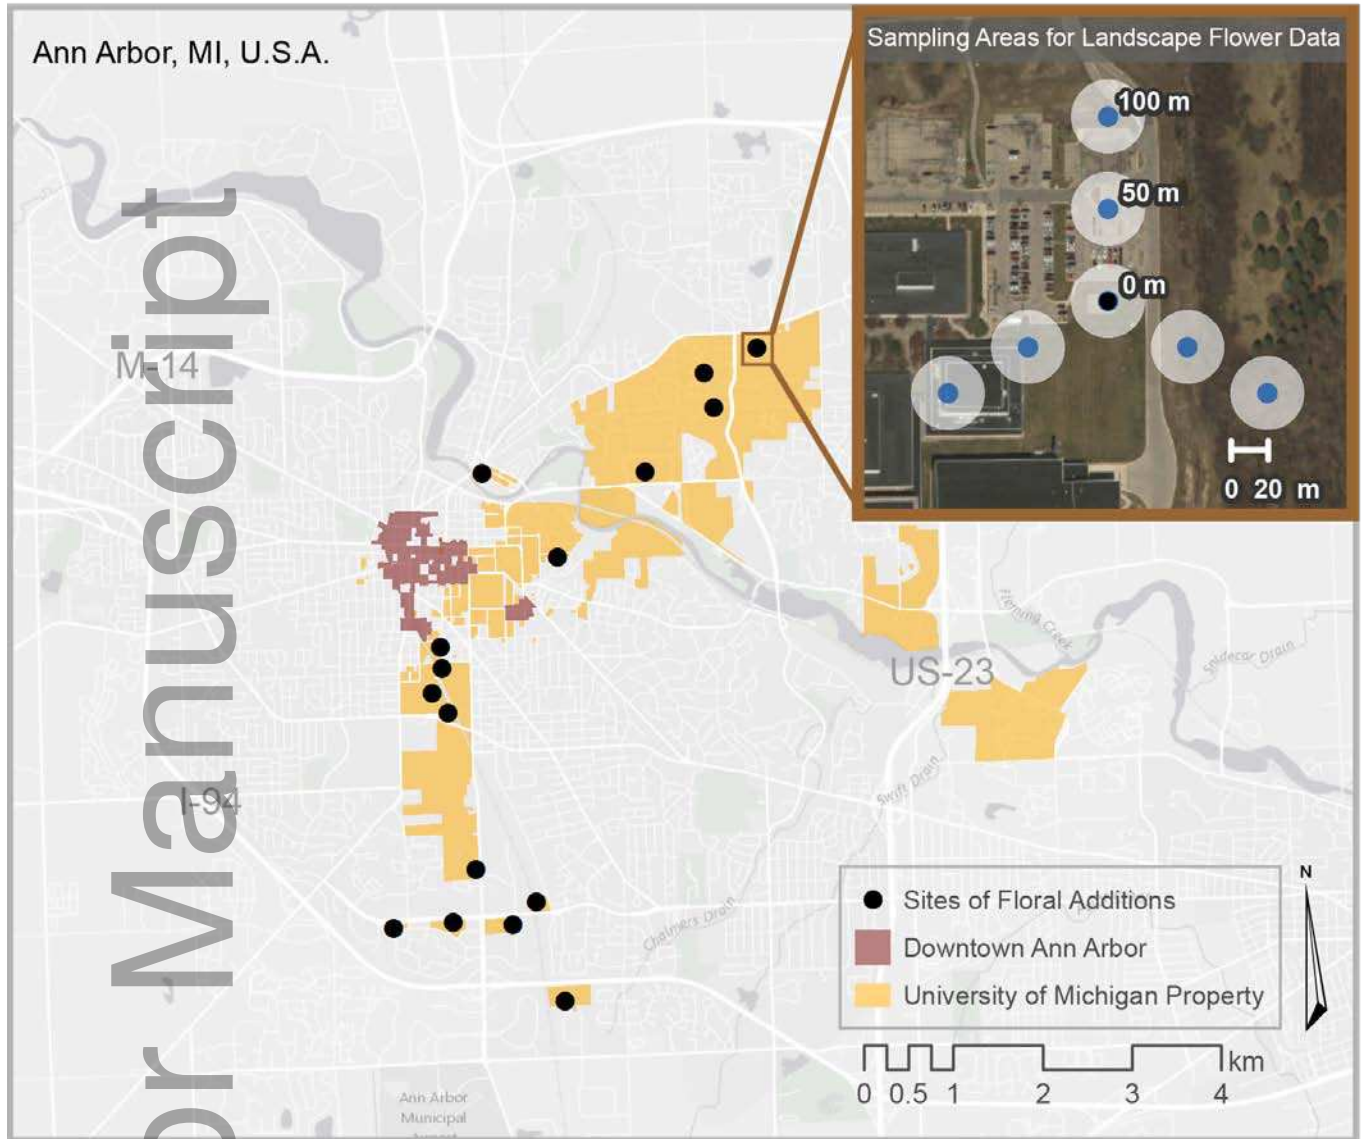 Ann Arbor, MI, U.S.A.
Sampling Areas for Landscape Flower Data
100 m
50 m
0 m
0 20 m
M-14
Fleming Creek
Snidecar Drain
US-23
I-94
Swift Drain
Chalmers Drain
Sites of Floral Additions
Downtown Ann Arbor
University of Michigan Property
N
km
0 0.5 1 2 3 4
Ann Arbor
Municipal
or Manuscript